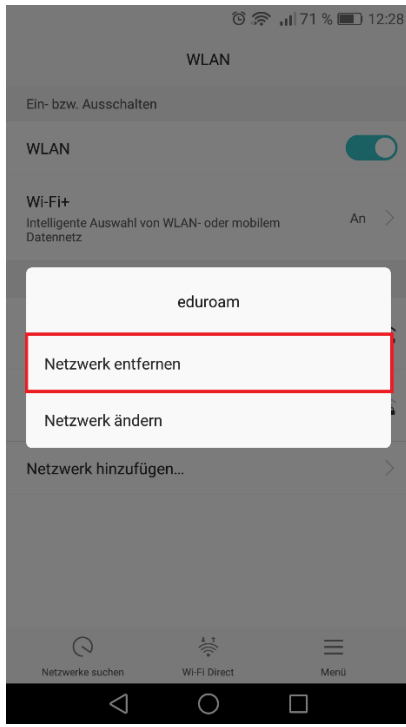 71 % 12:28
WLAN
Ein- bzw. Ausschalten
WLAN
Wi-Fi+
Intelligente Auswahl von WLAN- oder mobilem
Datennetz
An
eduroam
Netzwerk entfernen
Netzwerk ändern
Netzwerk hinzufügen...
Netzwerke suchen
Wi-Fi Direct
Menü